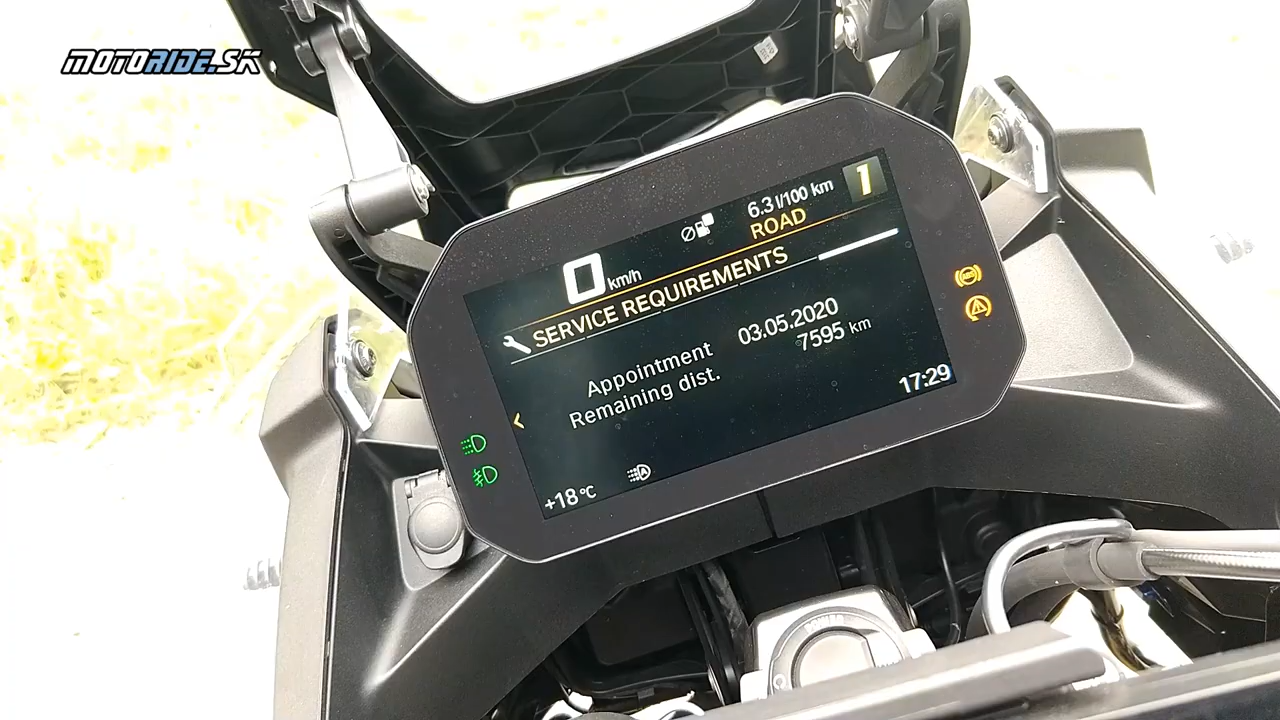 MOTORIDE.SK
6.3 l/100 km
1
ROAD
0 km/h
SERVICE REQUIREMENTS
Appointment 03.05.2020
Remaining dist. 7595 km
17:29
+18 °C
ABS